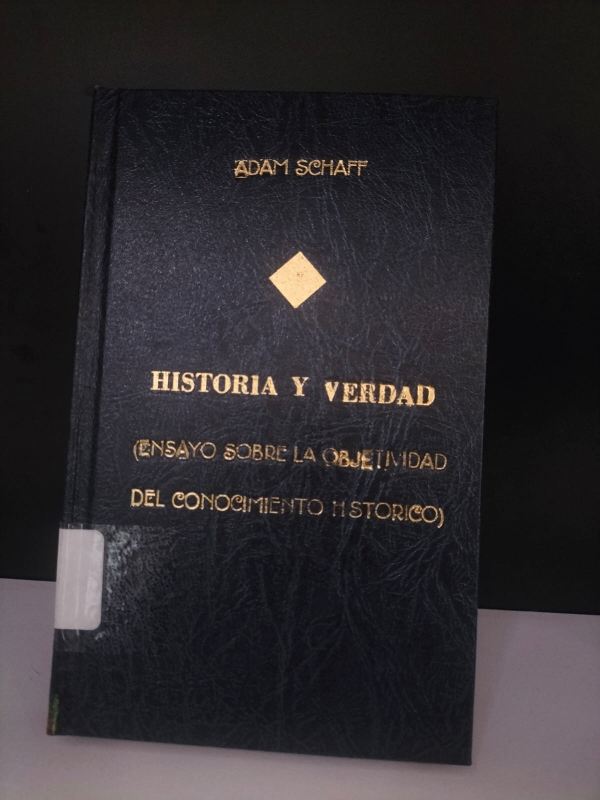 ADAM SCHAFF
HISTORIA Y VERDAD
(ENSAYO SOBRE LA OBJETIVIDAD
DEL CONOCIMIENTO HISTORICO)